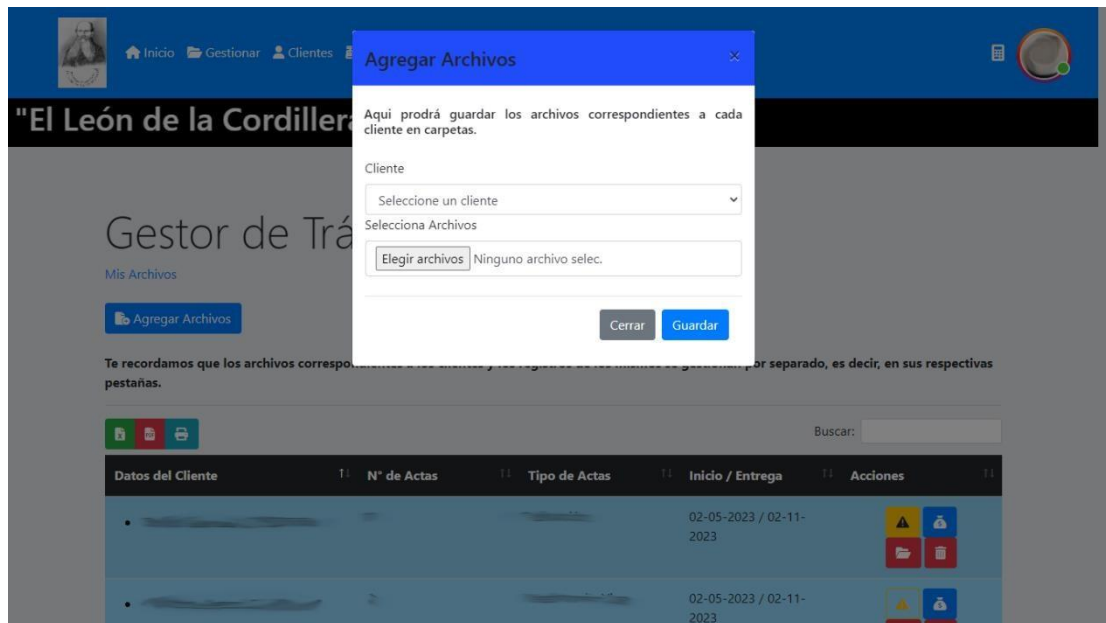 Inicio Gestionar Clientes
"El León de la Cordiller
Agregar Archivos ×
Aqui prodrá guardar los archivos correspondientes a cada
cliente en carpetas.
Cliente
Seleccione un cliente
Selecciona Archivos
Elegir archivos Ninguno archivo selec.
Cerrar Guardar
Gestor de Trá
Mis Archivos
Agregar Archivos
Te recordamos que los archivos por separado, es decir, en sus respectivas
pestañas.
Buscar:
Datos del Cliente N° de Actas Tipo de Actas Inicio / Entrega Acciones
02-05-2023 / 02-11-
2023
02-05-2023 / 02-11-
2023